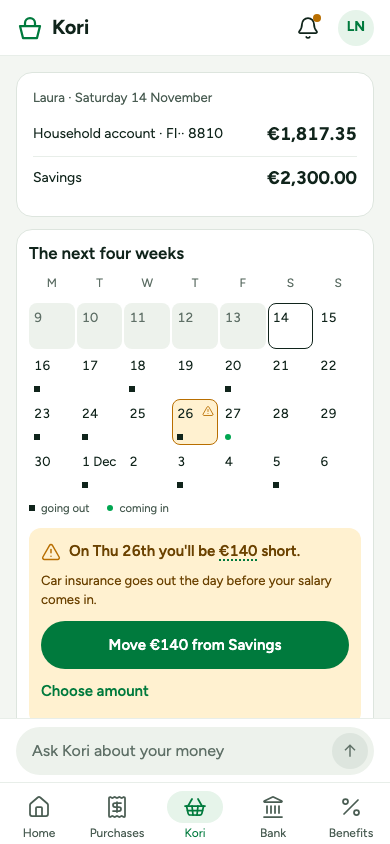 Kori
LN
Laura · Saturday 14 November
Household account · FI·· 8810 €1,817.35
Savings €2,300.00
The next four weeks
M T W T F S S
9 10 11 12 13 14 15
16 17 18 19 20 21 22
23 24 25 26 27 28 29
30 1 Dec 2 3 4 5 6
going out coming in
On Thu 26th you'll be €140 short.
Car insurance goes out the day before your salary
comes in.
Move €140 from Savings
Choose amount
Ask Kori about your money
Home Purchases Kori Bank Benefits